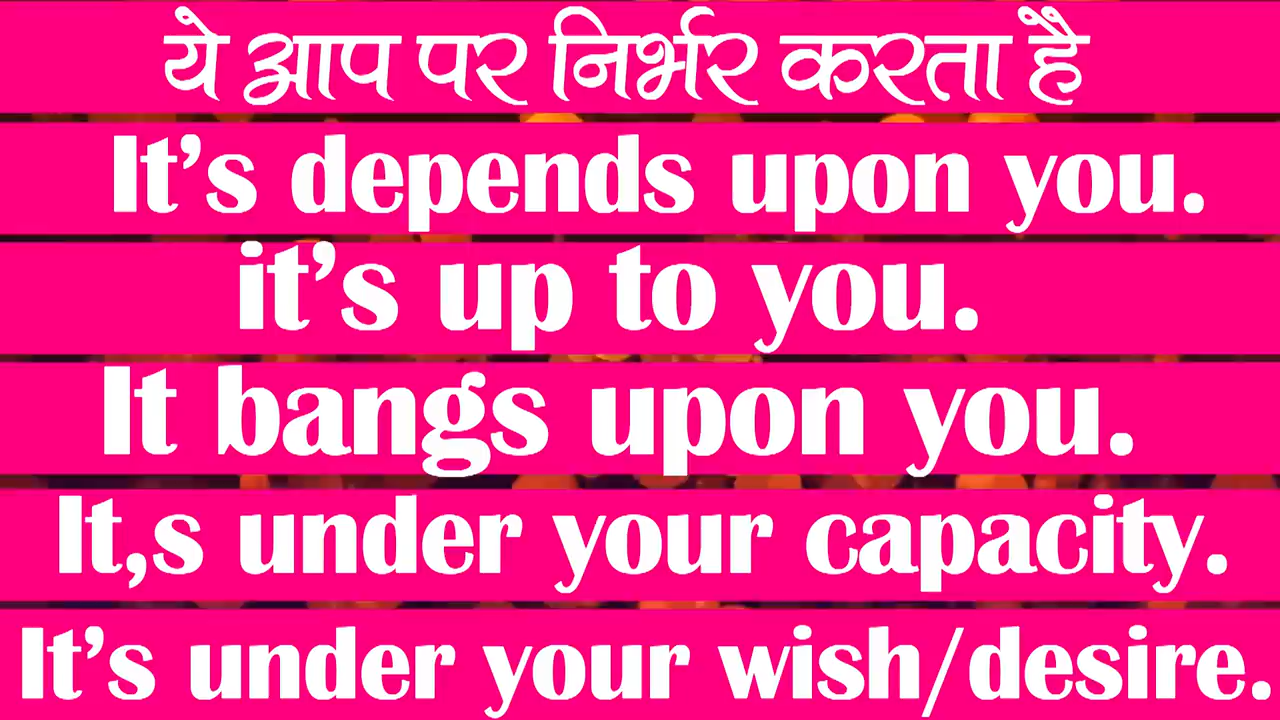 ये आप पर निर्भर करता है
It’s depends upon you.
it’s up to you.
It bangs upon you.
It,s under your capacity.
It’s under your wish/desire.